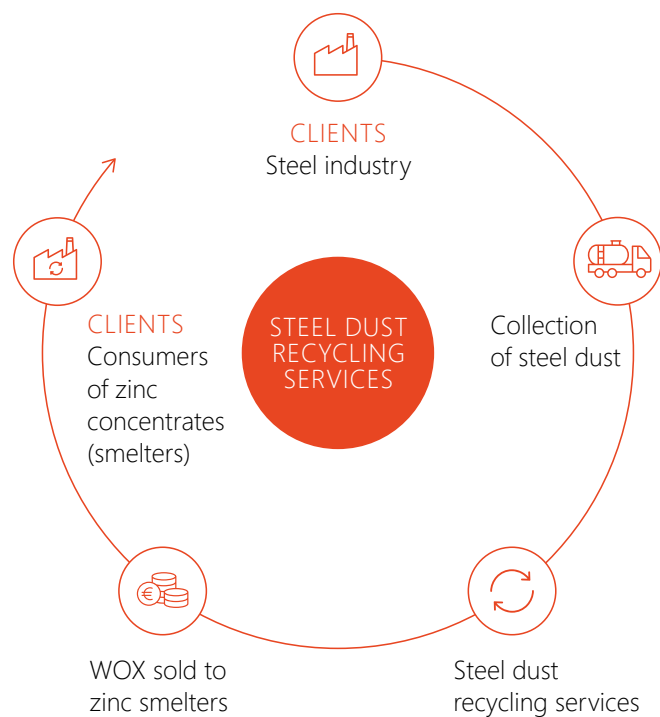 CLIENTS
Steel industry
Collection
of steel dust
Steel dust
recycling services
WOX sold to
zinc smelters
€
CLIENTS
Consumers
of zinc
concentrates
(smelters)
STEEL DUST
RECYCLING
SERVICES